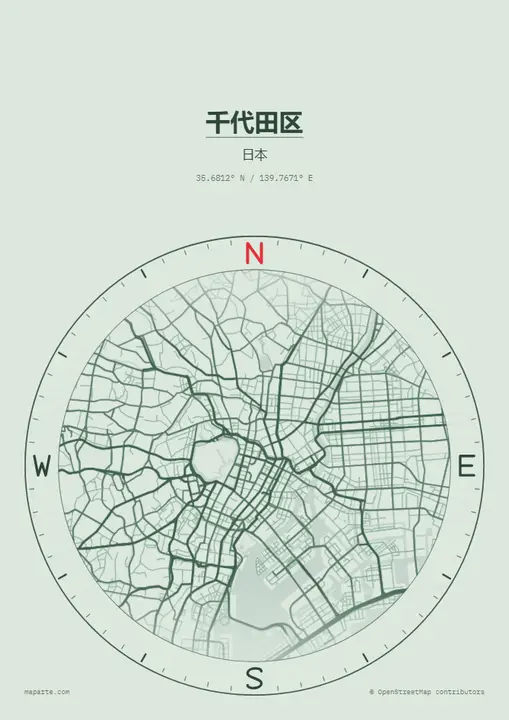 千代田区
日本
35.6812° N / 139.7671° E
N
W
E
S
maparte.com
© OpenStreetMap contributors